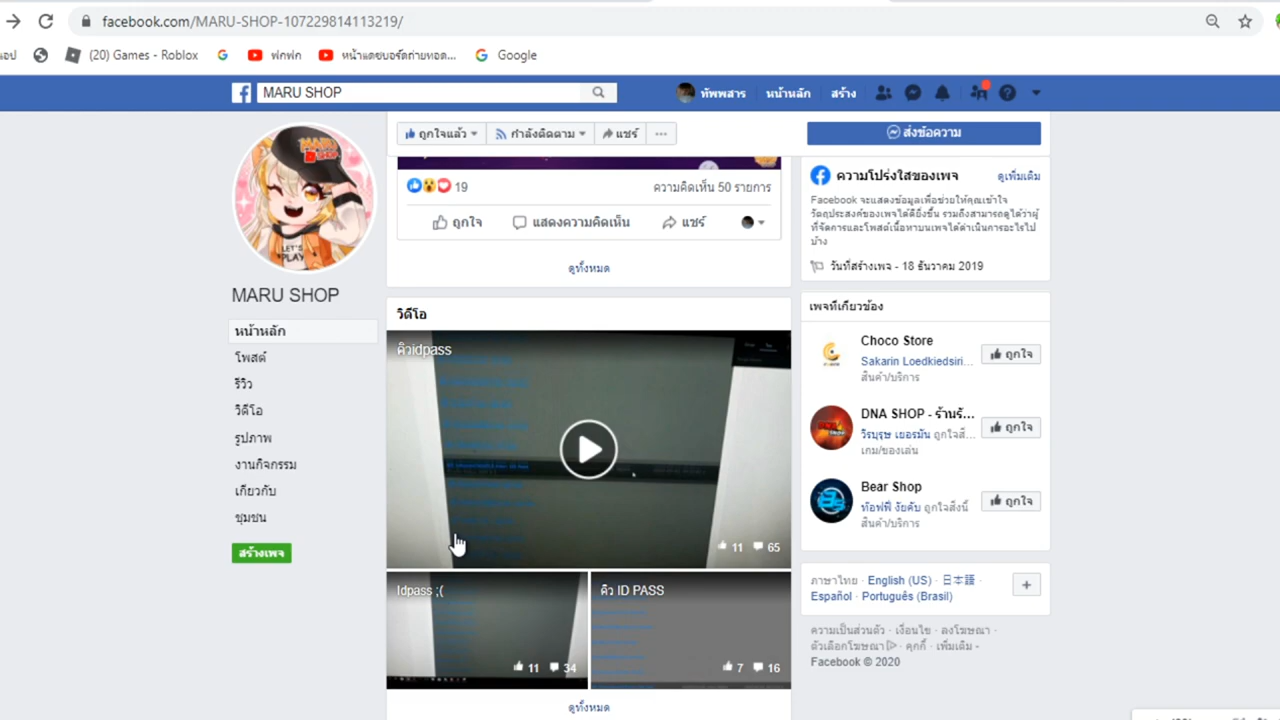 facebook.com/MARU-SHOP-107229814113219/
(20) Games - Roblox
ฟกฟก
หน้าแดชบอร์ดถ่ายทอด...
Google
MARU SHOP
ทัพพสาร
หน้าหลัก
สร้าง
MARU SHOP
หน้าหลัก
โพสต์
รีวิว
วิดีโอ
รูปภาพ
งานกิจกรรม
เกี่ยวกับ
ชุมชน
สร้างเพจ
ถูกใจแล้ว
กำลังติดตาม
แชร์
ส่งข้อความ
19
ความคิดเห็น 50 รายการ
ถูกใจ
แสดงความคิดเห็น
แชร์
ดูทั้งหมด
วิดีโอ
คิวidpass
11
65
Idpass ;(
11
34
คิว ID PASS
7
16
ดูทั้งหมด
ความโปร่งใสของเพจ
ดูเพิ่มเติม
Facebook จะแสดงข้อมูลเพื่อช่วยให้คุณเข้าใจ
วัตถุประสงค์ของเพจได้ดียิ่งขึ้น รวมถึงสามารถดูได้ว่าผู้
ที่จัดการและโพสต์เนื้อหาบนเพจได้ดำเนินการอะไรไป
บ้าง
วันที่สร้างเพจ - 18 ธันวาคม 2019
เพจที่เกี่ยวข้อง
Choco Store
Sakarin Loedkiedsiri...
สินค้า/บริการ
ถูกใจ
DNA SHOP - ร้านรั...
วิรบุรุษ เยอรมัน ถูกใจสิ่...
เกม/ของเล่น
ถูกใจ
Bear Shop
ท้อฟฟี่ งัยคับ ถูกใจสิ่งนี้
สินค้า/บริการ
ถูกใจ
ภาษาไทย · English (US) · 日本語 ·
Español · Português (Brasil)
ความเป็นส่วนตัว · เงื่อนไข · ลงโฆษณา ·
ตัวเลือกโฆษณา · คุกกี้ · เพิ่มเติม
Facebook © 2020